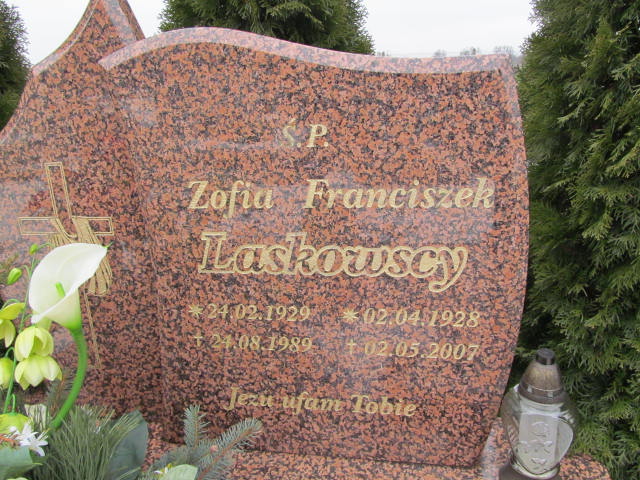 Ś.P.
Zofia Franciszek
Laskowscy
*24.02.1929 *02.04.1928
†24.08.1989 †02.05.2007
Jezu ufam Tobie